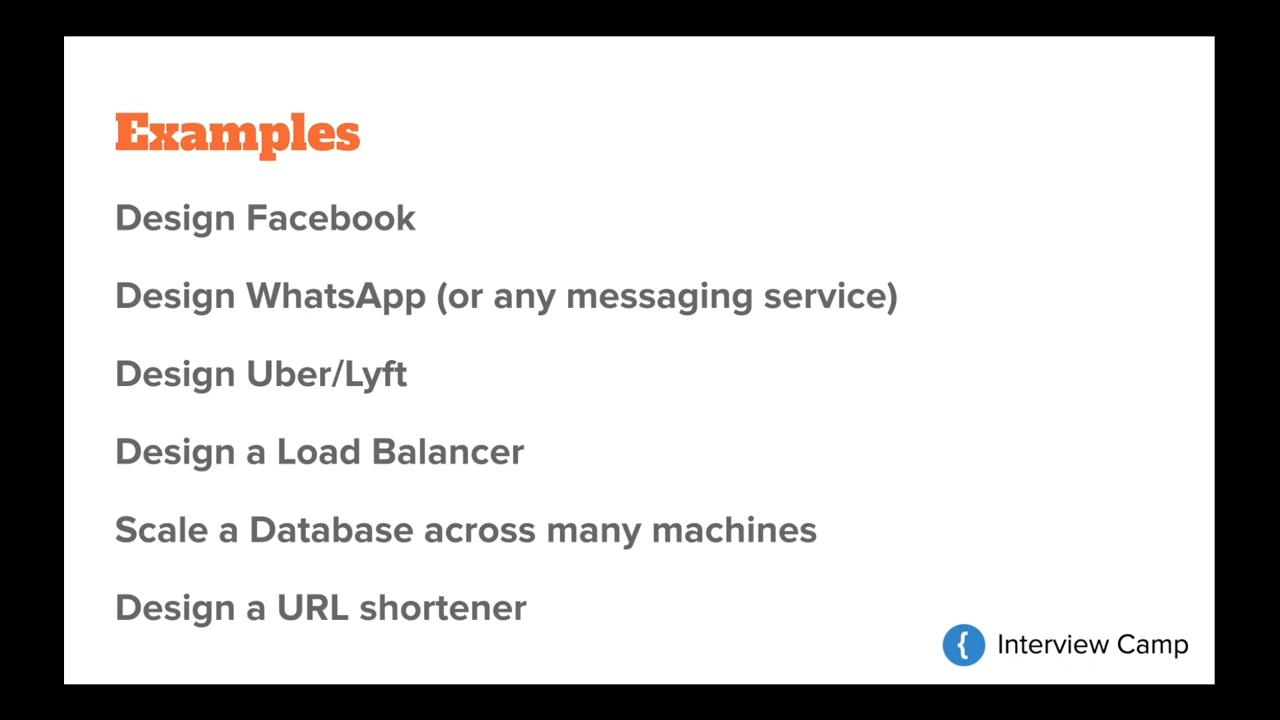 Examples
Design Facebook
Design WhatsApp (or any messaging service)
Design Uber/Lyft
Design a Load Balancer
Scale a Database across many machines
Design a URL shortener
{ Interview Camp